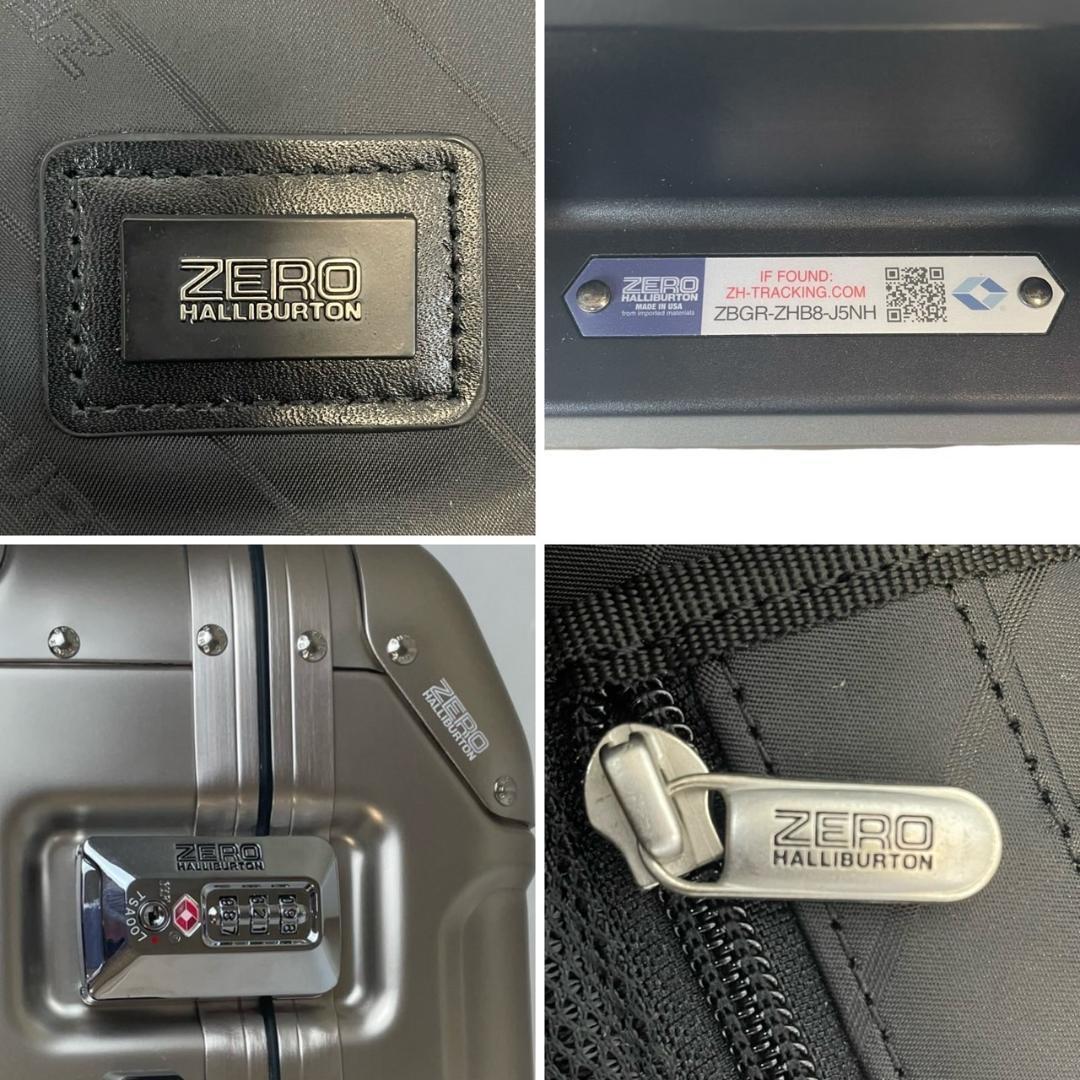 ZERO
HALLIBURTON
ZERO
HALLIBURTON
MADE IN USA
from imported materials
IF FOUND:
ZH-TRACKING.COM
ZBGR-ZHB8-J5NH
ZERO
HALLIBURTON
ZERO
HALLIBURTON
TSA007
ZERO
HALLIBURTON